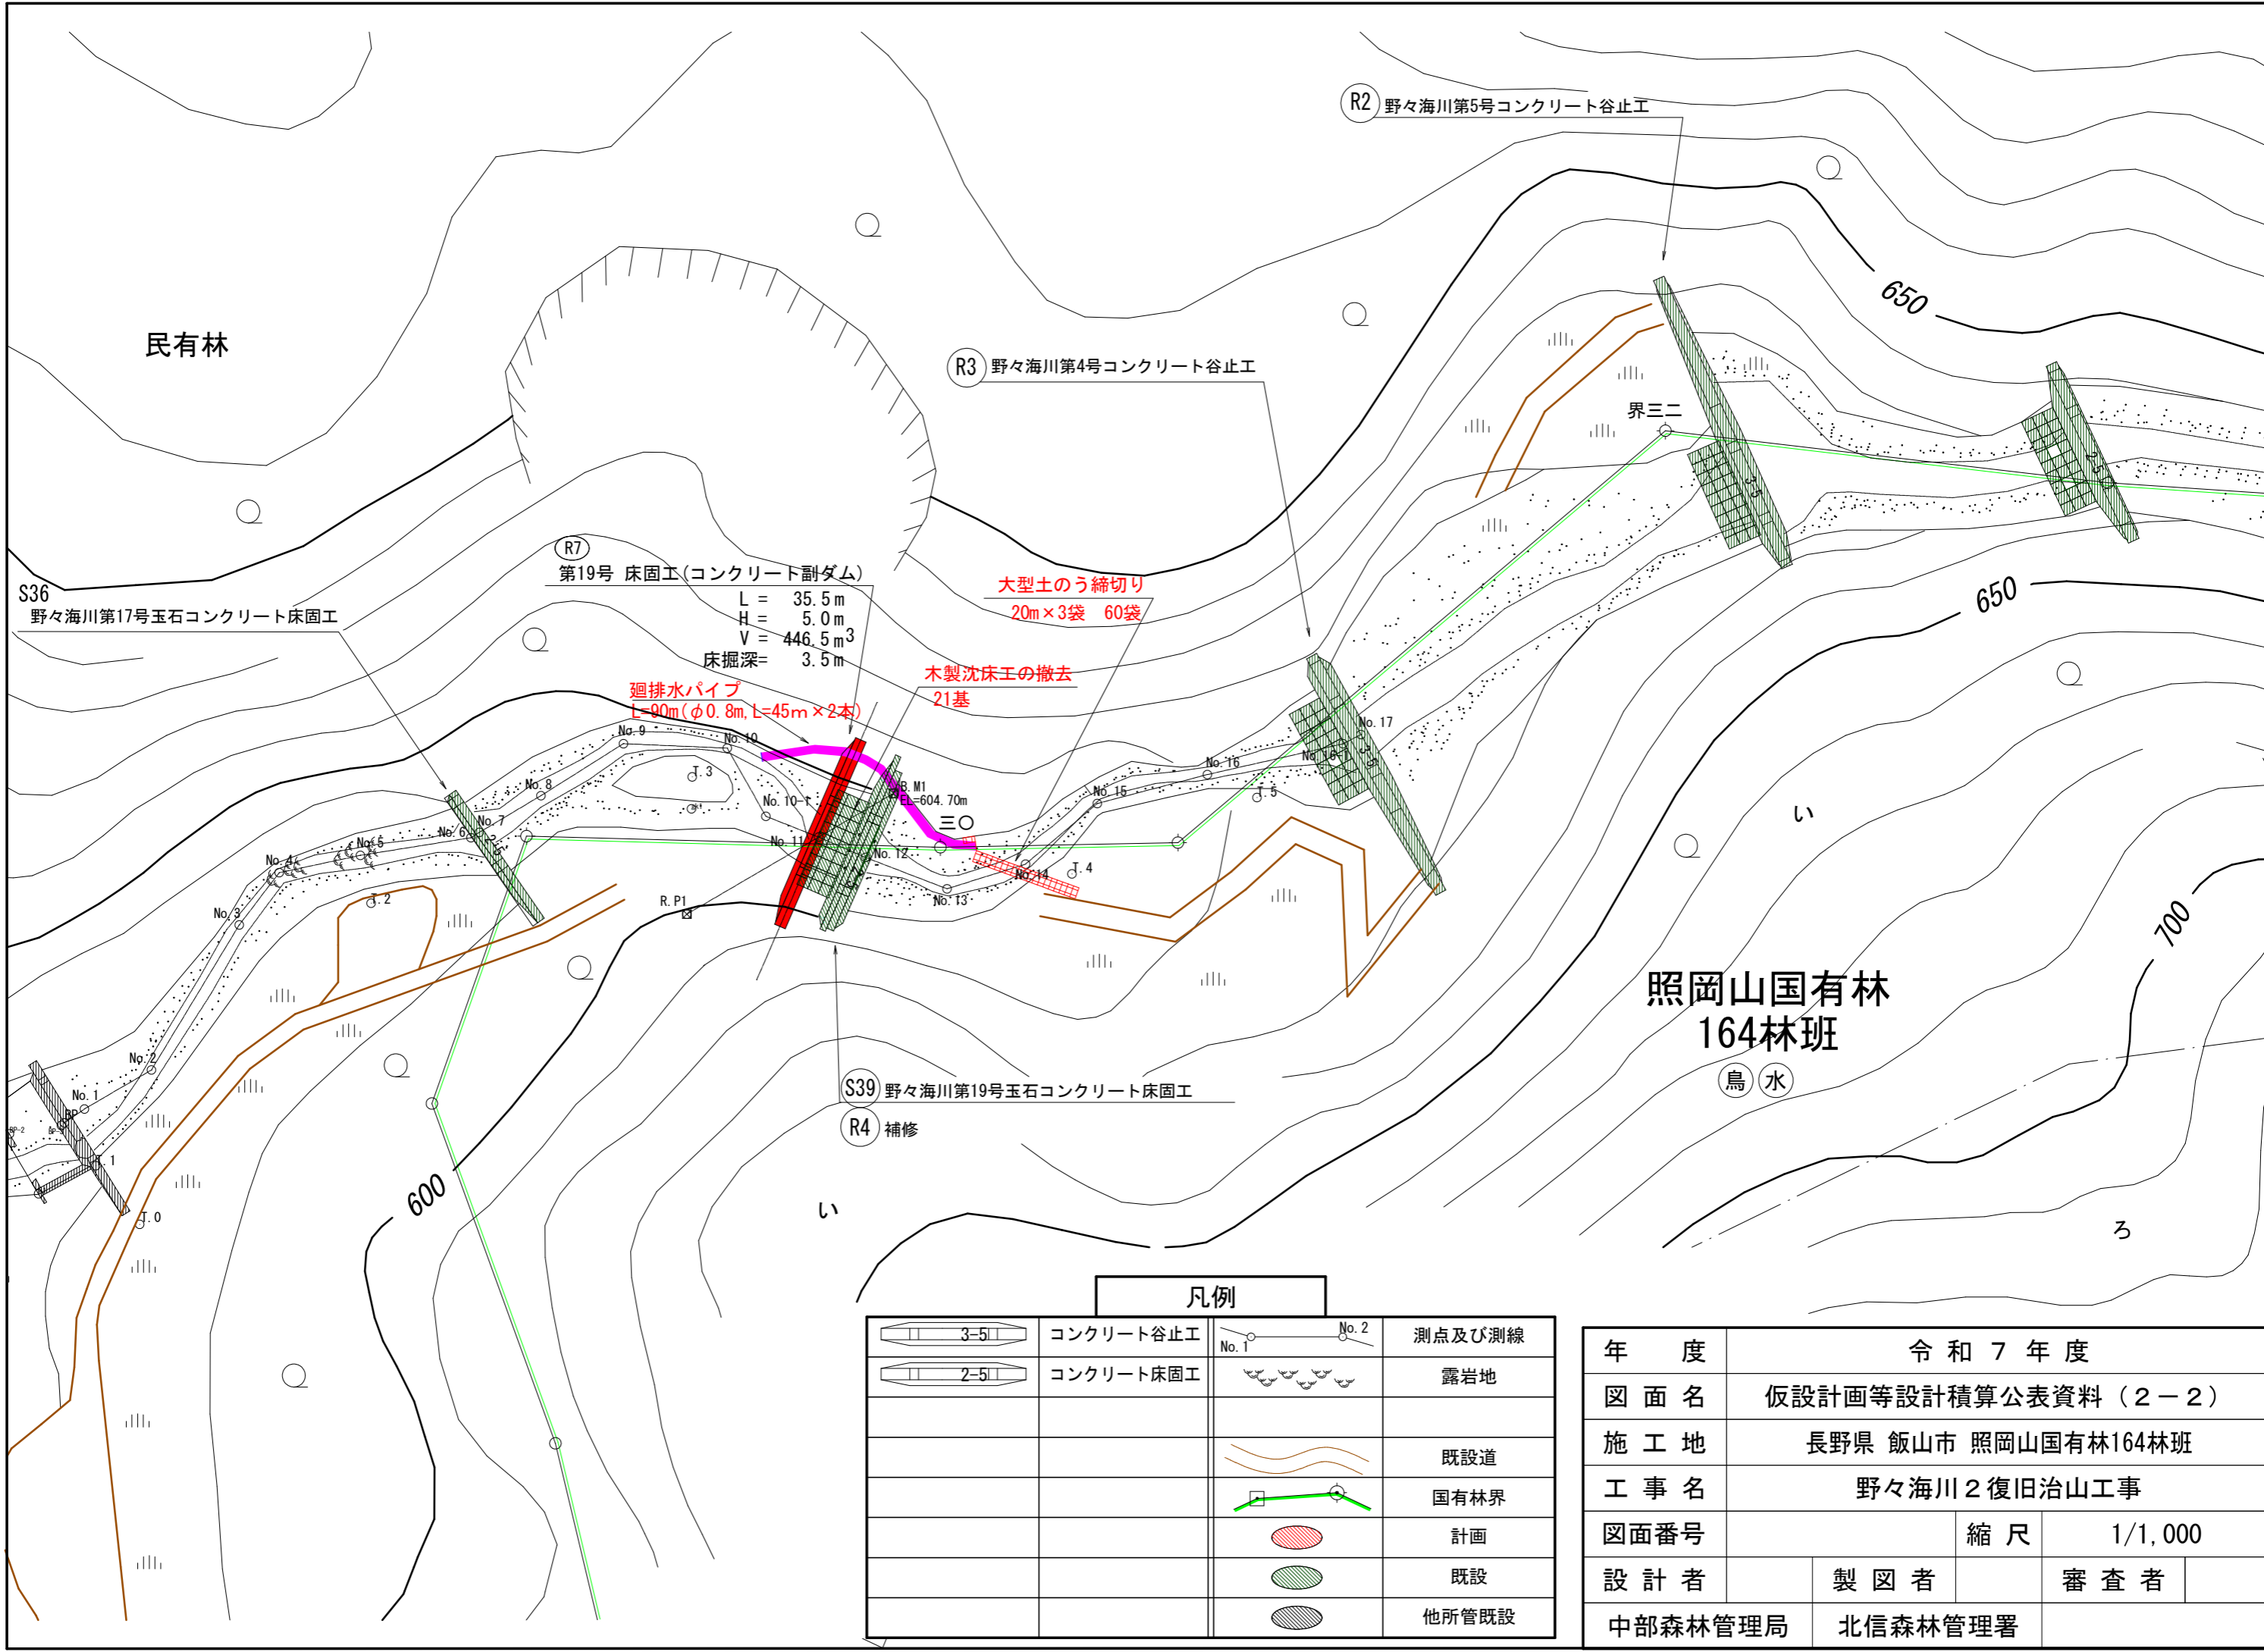 R2 野々海川第5号コンクリート谷止工
650
民有林
R3 野々海川第4号コンクリート谷止工
界三二
2-5
3-5
R7
第19号 床固工(コンクリート副ダム)
L = 35.5m
H = 5.0m
V = 446.5m3
床掘深= 3.5m
大型土のう締切り
20m×3袋 60袋
S36
野々海川第17号玉石コンクリート床固工
650
木製沈床工の撤去
21基
廻排水パイプ
L=90m(φ0.8m,L=45m×2本)
No.9
No.10
No.17
No.16-1
3-5
No.16
T.3
No.8
B.M1
EL=604.70m
No.10-1
No.15
T.5
三〇
い
No.7
No.6
No.5
No.4
No.11
No.12
No.14
T.4
No.13
T.2
R.P1
No.3
700
照岡山国有林
164林班
鳥 水
No.2
No.1
BP
BP-2
T.1
S39 野々海川第19号玉石コンクリート床固工
R4 補修
600
T.0
い
ろ
凡例
3-5 コンクリート谷止工 No.1 No.2 測点及び測線
2-5 コンクリート床固工 露岩地
既設道
国有林界
計画
既設
他所管既設
年 度 令和7年度
図面名 仮設計画等設計積算公表資料(2-2)
施工地 長野県 飯山市 照岡山国有林164林班
工事名 野々海川2復旧治山工事
図面番号 縮尺 1/1,000
設計者 製図者 審査者
中部森林管理局 北信森林管理署